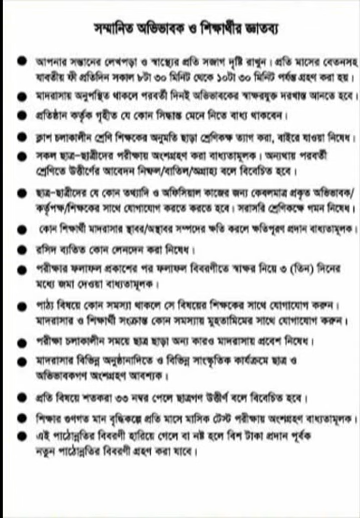 সম্মানিত অভিভাবক ও শিক্ষার্থীর জ্ঞাতব্য
আপনার সন্তানের লেখপড়া ও স্বাস্থ্যের প্রতি সজাগ দৃষ্টি রাখুন। প্রতি মাসের বেতনসহ
যাবতীয় ফী প্রতিদিন সকাল ৮টা ৩০ মিনিট থেকে ১০টা ৩০ মিনিট পর্যন্ত গ্রহণ করা হয়।
মাদরাসায় অনুপস্থিত থাকলে পরবর্তী দিনই অভিভাবকের স্বাক্ষরযুক্ত দরখাস্ত আনতে হবে।
প্রতিষ্ঠান কর্তৃক গৃহীত যে কোন সিদ্ধান্ত মেনে নিতে বাধ্য থাকবেন।
ক্লাশ চলাকালীন শ্রেণি শিক্ষকের অনুমতি ছাড়া শ্রেণিকক্ষ ত্যাগ করা, বাইরে যাওয়া নিষেধ।
সকল ছাত্র-ছাত্রীদের পরীক্ষায় অংশগ্রহণ করা বাধ্যতামূলক। অন্যথায় পরবর্তী
শ্রেণিতে উত্তীর্ণের আবেদন নিষ্ফল/বাতিল/অগ্রাহ্য বলে বিবেচিত হবে।
ছাত্র-ছাত্রীদের যে কোন তথ্যাদি ও অফিসিয়াল কাজের জন্য কেবলমাত্র প্রকৃত অভিভাবক/
কর্তৃপক্ষ/শিক্ষকের সাথে যোগাযোগ করতে করতে হবে। সরাসরি শ্রেণিকক্ষে গমন নিষেধ।
কোন শিক্ষার্থী মাদরাসার স্থাবর/অস্থাবর সম্পদের ক্ষতি করলে ক্ষতিপূরণ প্রদান বাধ্যতামূলক।
রসিদ ব্যতিত কোন লেনদেন করা নিষেধ।
পরীক্ষার ফলাফল প্রকাশের পর ফলাফল বিবরণীতে স্বাক্ষর নিয়ে ৩ (তিন) দিনের
মধ্যে জমা দেওয়া বাধ্যতামূলক।
পাঠ্য বিষয়ে কোন সমস্যা থাকলে সে বিষয়ের শিক্ষকের সাথে যোগাযোগ করুন।
মাদরাসার ও শিক্ষার্থী সংক্রান্ত কোন সমস্যায় মুহতামিমের সাথে যোগাযোগ করুন।
পরীক্ষা চলাকালীন সময়ে ছাত্র ছাড়া অন্য কারও মাদরাসায় প্রবেশ নিষেধ।
মাদরাসার বিভিন্ন অনুষ্ঠানাদিতে ও বিভিন্ন সাংস্কৃতিক কার্যক্রমে ছাত্র ও
অভিভাবকগণ অংশগ্রহণ আবশ্যক।
প্রতি বিষয়ে শতকরা ৩৩ নম্বর পেলে ছাত্রগণ উত্তীর্ণ বলে বিবেচিত হবে।
শিক্ষার গুণগত মান বৃদ্ধিকল্পে প্রতি মাসে মাসিক টেস্ট পরীক্ষায় অংশগ্রহণ বাধ্যতামূলক।
এই পাঠোন্নতির বিবরণী হারিয়ে গেলে বা নষ্ট হলে বিশ টাকা প্রদান পূর্বক
নতুন পাঠোন্নতির বিবরণী গ্রহণ করা যাবে।